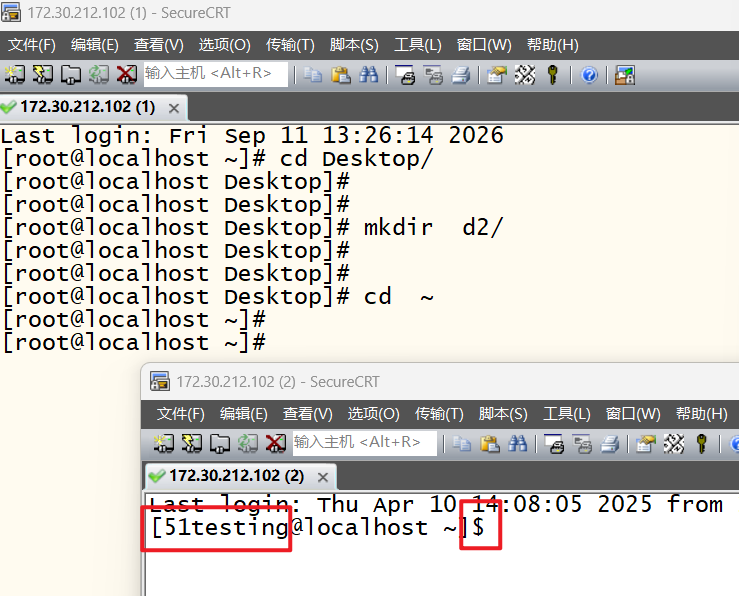 172.30.212.102 (1) - SecureCRT
文件(F) 编辑(E) 查看(V) 选项(O) 传输(T) 脚本(S) 工具(L) 窗口(W) 帮助(H)
输入主机 <Alt+R>
172.30.212.102 (1)
Last login: Fri Sep 11 13:26:14 2026
[root@localhost ~]# cd Desktop/
[root@localhost Desktop]#
[root@localhost Desktop]#
[root@localhost Desktop]# mkdir  d2/
[root@localhost Desktop]#
[root@localhost Desktop]#
[root@localhost Desktop]# cd  ~
[root@localhost ~]#
[root@localhost ~]#
172.30.212.102 (2) - SecureCRT
文件(F) 编辑(E) 查看(V) 选项(O) 传输(T) 脚本(S) 工具(L) 窗口(W) 帮助(H)
输入主机 <Alt+R>
172.30.212.102 (2)
Last login: Thu Apr 10 14:08:05 2025 from
[51testing@localhost ~]$